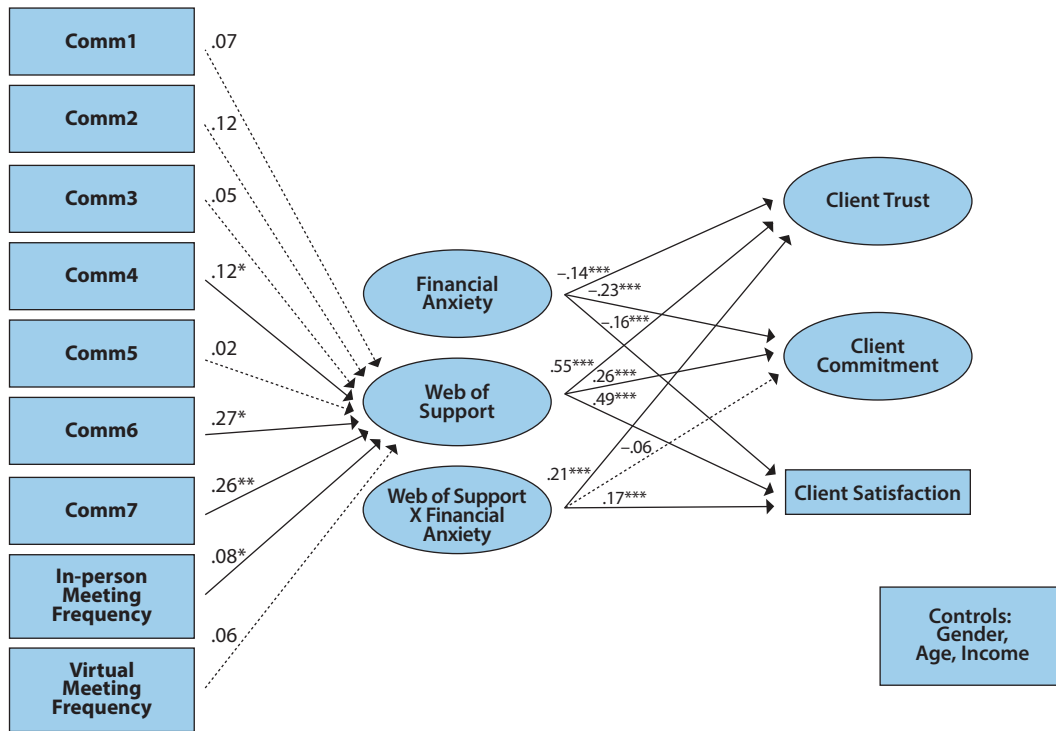 Comm1
.07
Comm2
.12
Comm3
.05
Comm4
.12*
Comm5
.02
Comm6
.27*
Comm7
.26**
In-person
Meeting
Frequency
.08*
Virtual
Meeting
Frequency
.06
Financial
Anxiety
–.14***
–.23***
–.16***
Web of
Support
.55***
.26***
.49***
Web of Support
X Financial
Anxiety
.21***
–.06
.17***
Client Trust
Client
Commitment
Client Satisfaction
Controls:
Gender,
Age, Income